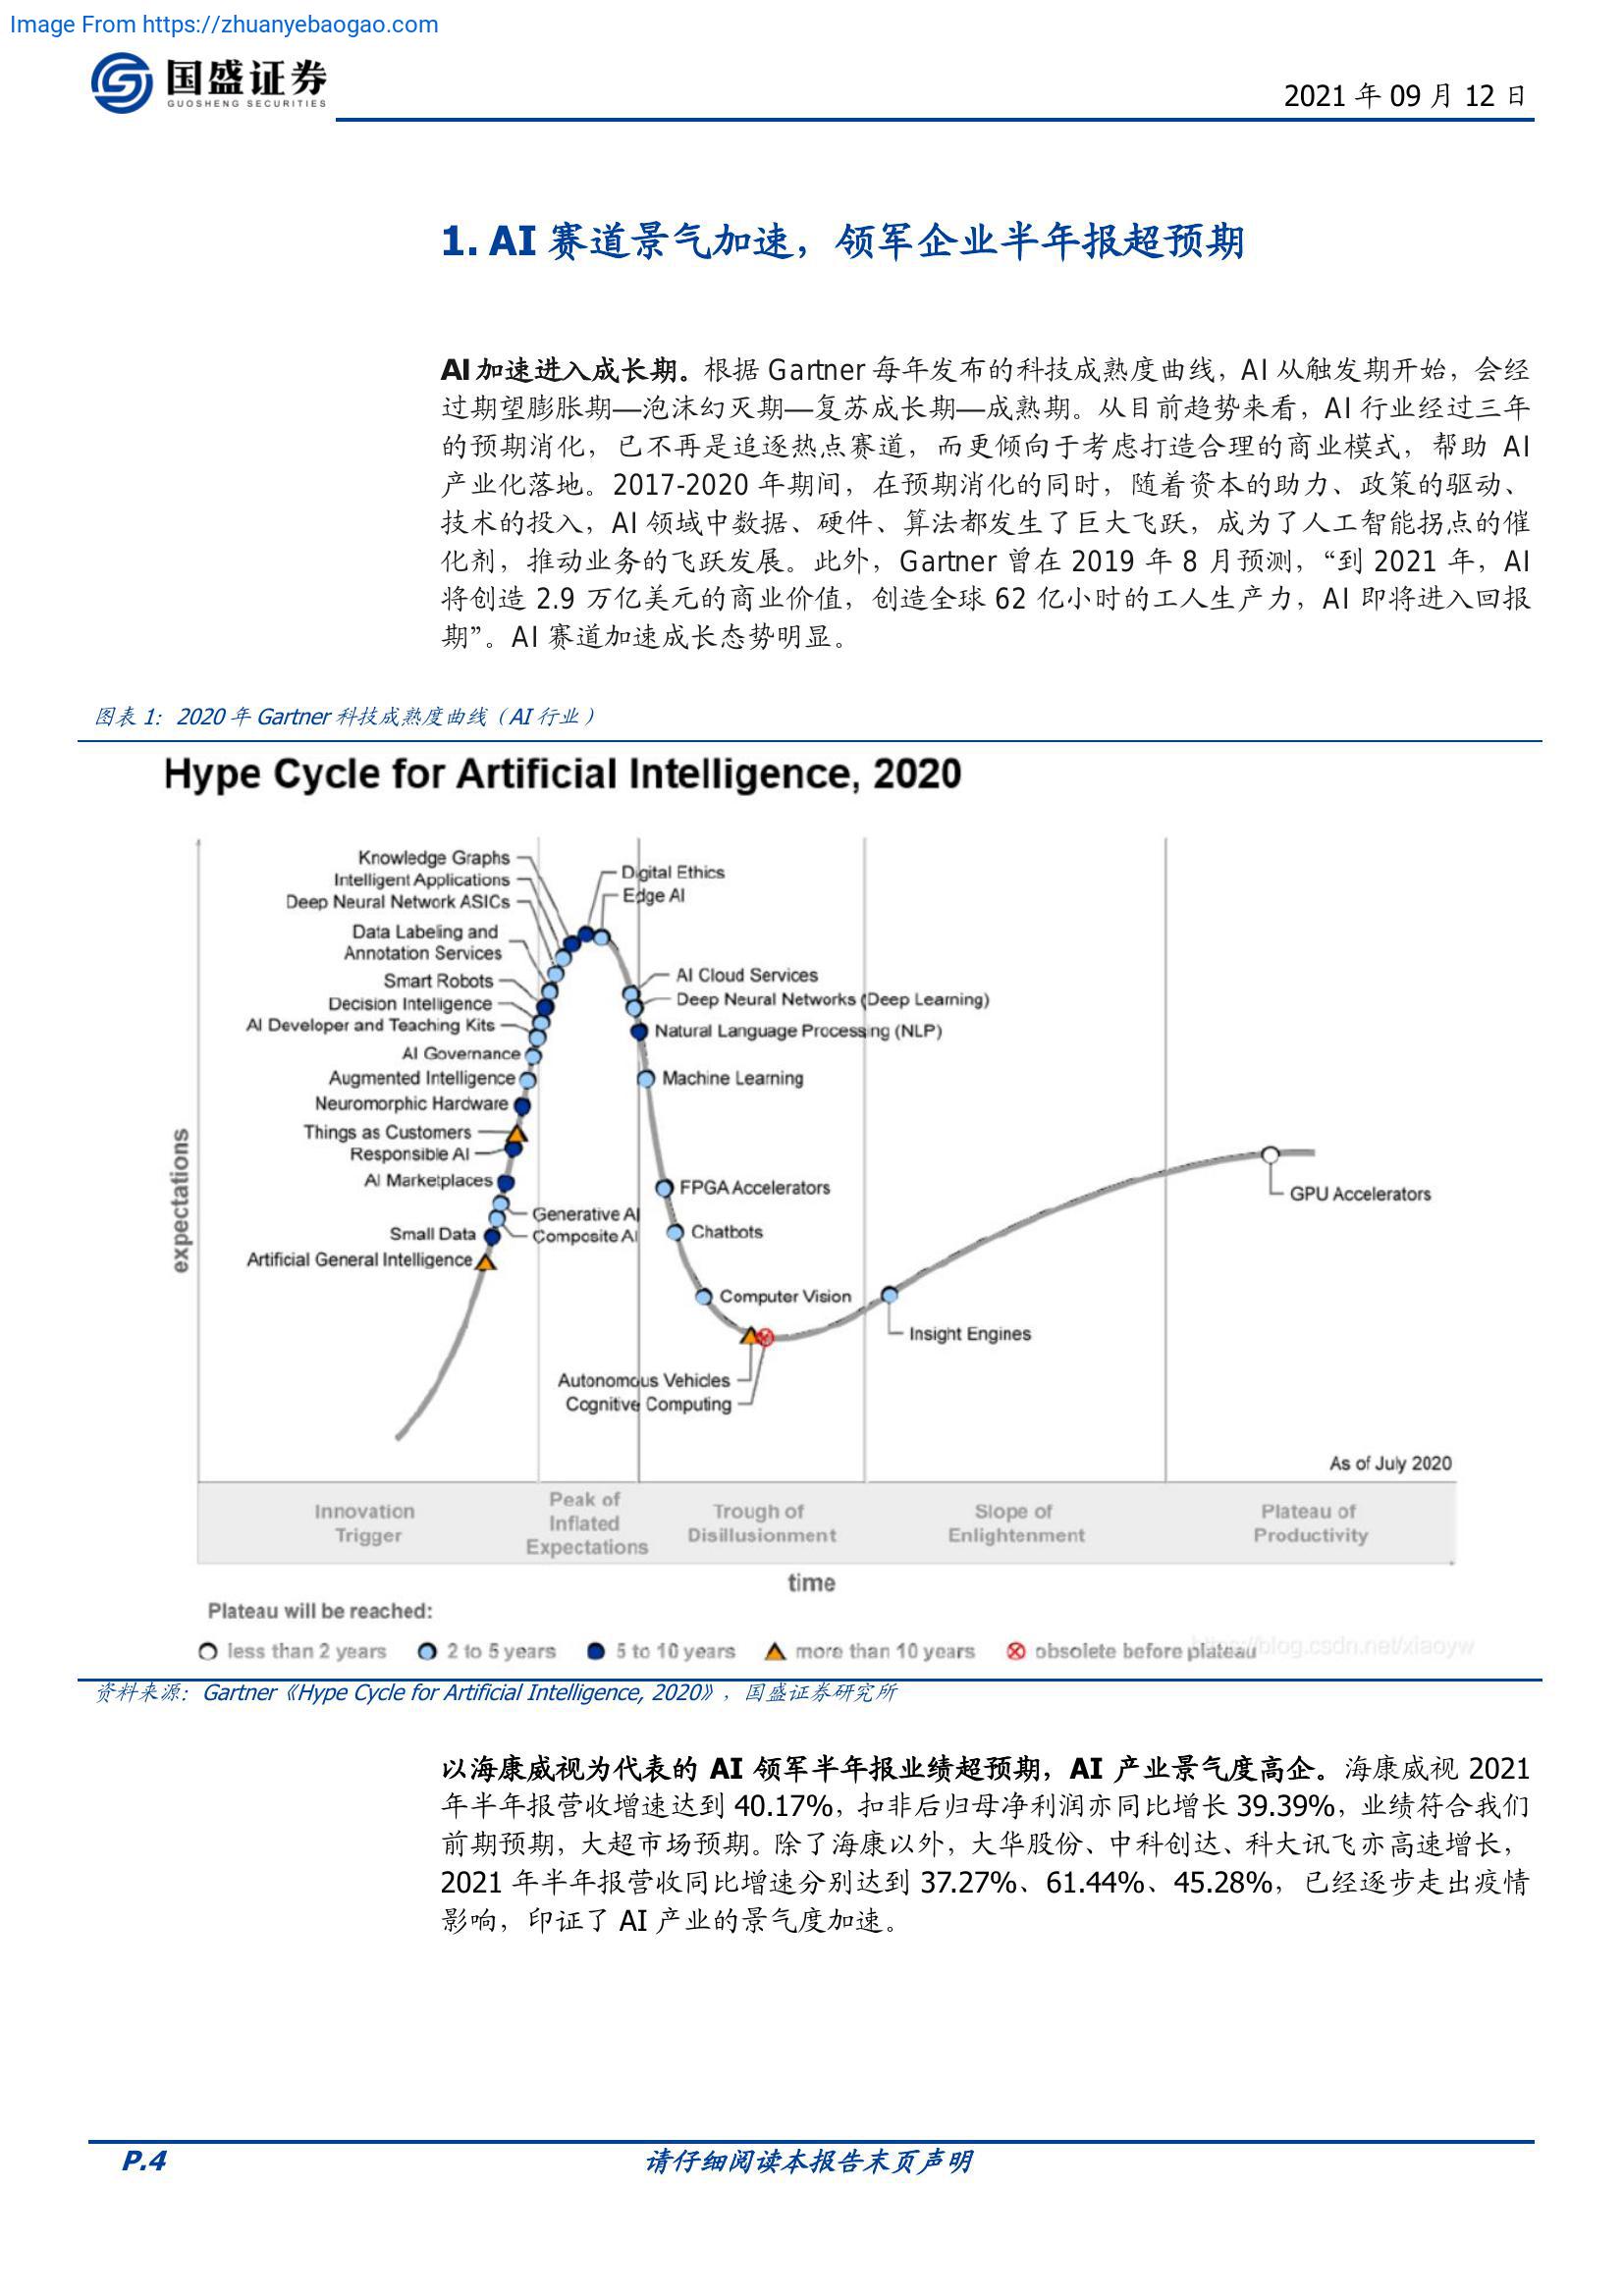 Image From https://zhuanyebaogao.com
国盛证券
GUOSHENG SECURITIES
2021 年 09 月 12 日
1. AI 赛道景气加速，领军企业半年报超预期
AI 加速进入成长期。根据 Gartner 每年发布的科技成熟度曲线，AI 从触发期开始，会经
过期望膨胀期—泡沫幻灭期—复苏成长期—成熟期。从目前趋势来看，AI 行业经过三年
的预期消化，已不再是追逐热点赛道，而更倾向于考虑打造合理的商业模式，帮助 AI
产业化落地。2017-2020 年期间，在预期消化的同时，随着资本的助力、政策的驱动、
技术的投入，AI 领域中数据、硬件、算法都发生了巨大飞跃，成为了人工智能拐点的催
化剂，推动业务的飞跃发展。此外，Gartner 曾在 2019 年 8 月预测，“到 2021 年，AI
将创造 2.9 万亿美元的商业价值，创造全球 62 亿小时的工人生产力，AI 即将进入回报
期”。AI 赛道加速成长态势明显。
图表 1：2020 年 Gartner 科技成熟度曲线（AI 行业）
Hype Cycle for Artificial Intelligence, 2020
Knowledge Graphs
Intelligent Applications
Deep Neural Network ASICs
Data Labeling and
Annotation Services
Smart Robots
Decision Intelligence
AI Developer and Teaching Kits
AI Governance
Augmented Intelligence
Neuromorphic Hardware
Things as Customers
Responsible AI
AI Marketplaces
Generative AI
Composite AI
Small Data
Artificial General Intelligence
Digital Ethics
Edge AI
AI Cloud Services
Deep Neural Networks (Deep Learning)
Natural Language Processing (NLP)
Machine Learning
FPGA Accelerators
Chatbots
Computer Vision
Autonomous Vehicles
Cognitive Computing
Insight Engines
GPU Accelerators
expectations
As of July 2020
Innovation
Trigger
Peak of
Inflated
Expectations
Trough of
Disillusionment
Slope of
Enlightenment
Plateau of
Productivity
time
Plateau will be reached:
less than 2 years
2 to 5 years
5 to 10 years
more than 10 years
obsolete before plateau
https://blog.csdn.net/xiaoyw
资料来源：Gartner《Hype Cycle for Artificial Intelligence, 2020》，国盛证券研究所
以海康威视为代表的 AI 领军半年报业绩超预期，AI 产业景气度高企。海康威视 2021
年半年报营收增速达到 40.17%，扣非后归母净利润亦同比增长 39.39%，业绩符合我们
前期预期，大超市场预期。除了海康以外，大华股份、中科创达、科大讯飞亦高速增长，
2021 年半年报营收同比增速分别达到 37.27%、61.44%、45.28%，已经逐步走出疫情
影响，印证了 AI 产业的景气度加速。
P.4
请仔细阅读本报告末页声明